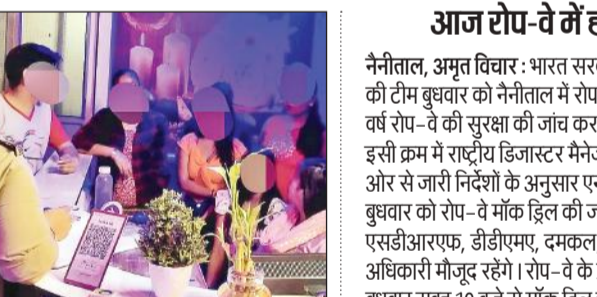 आज रोप-वे में
नैनीताल, अमृत विचार : भारत
की टीम बुधवार को नैनीताल में रोप
वर्ष रोप-वे की सुरक्षा की जांच कर
इसी क्रम में राष्ट्रीय डिजास्टर
ओर से जारी निर्देशों के अनुसार
बुधवार को रोप-वे मॉक ड्रिल की
एसडीआरएफ, डीडीएमए, दमकल
अधिकारी मौजूद रहेंगे। रोप-वे के